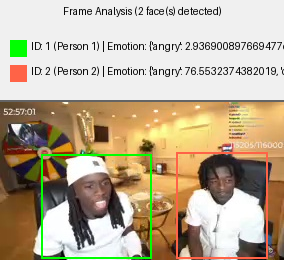 Frame Analysis (2 face(s) detected)
ID: 1 (Person 1) | Emotion: {'angry': 2.936900897669477
ID: 2 (Person 2) | Emotion: {'angry': 76.5532374382019, '
52:57:01